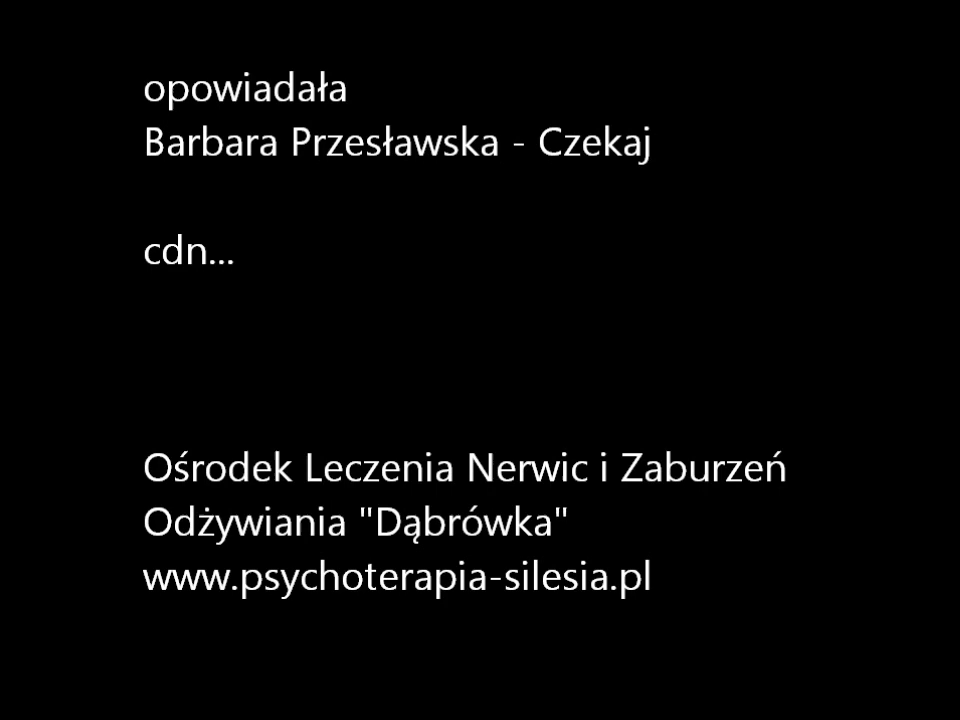 opowiadała
Barbara Przesławska - Czekaj
cdn...
Ośrodek Leczenia Nerwic i Zaburzeń
Odżywiania "Dąbrówka"
www.psychoterapia-silesia.pl